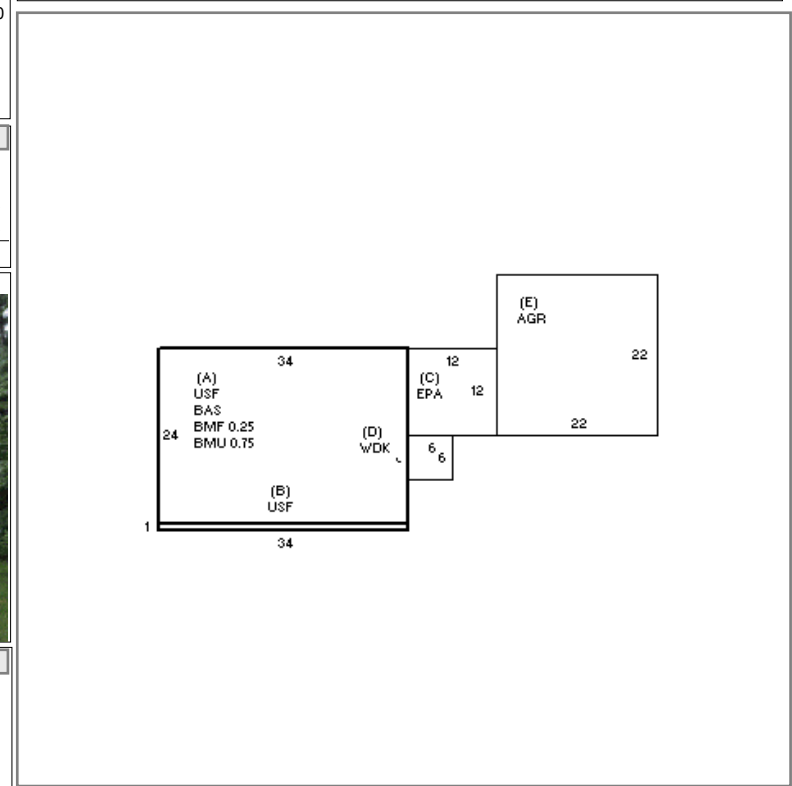 (E)
AGR
22
22
34
12
(A)
USF
BAS
BMF 0.25
BMU 0.75
(C)
EPA
12
24
(D)
WDK
6
6
(B)
USF
1
34